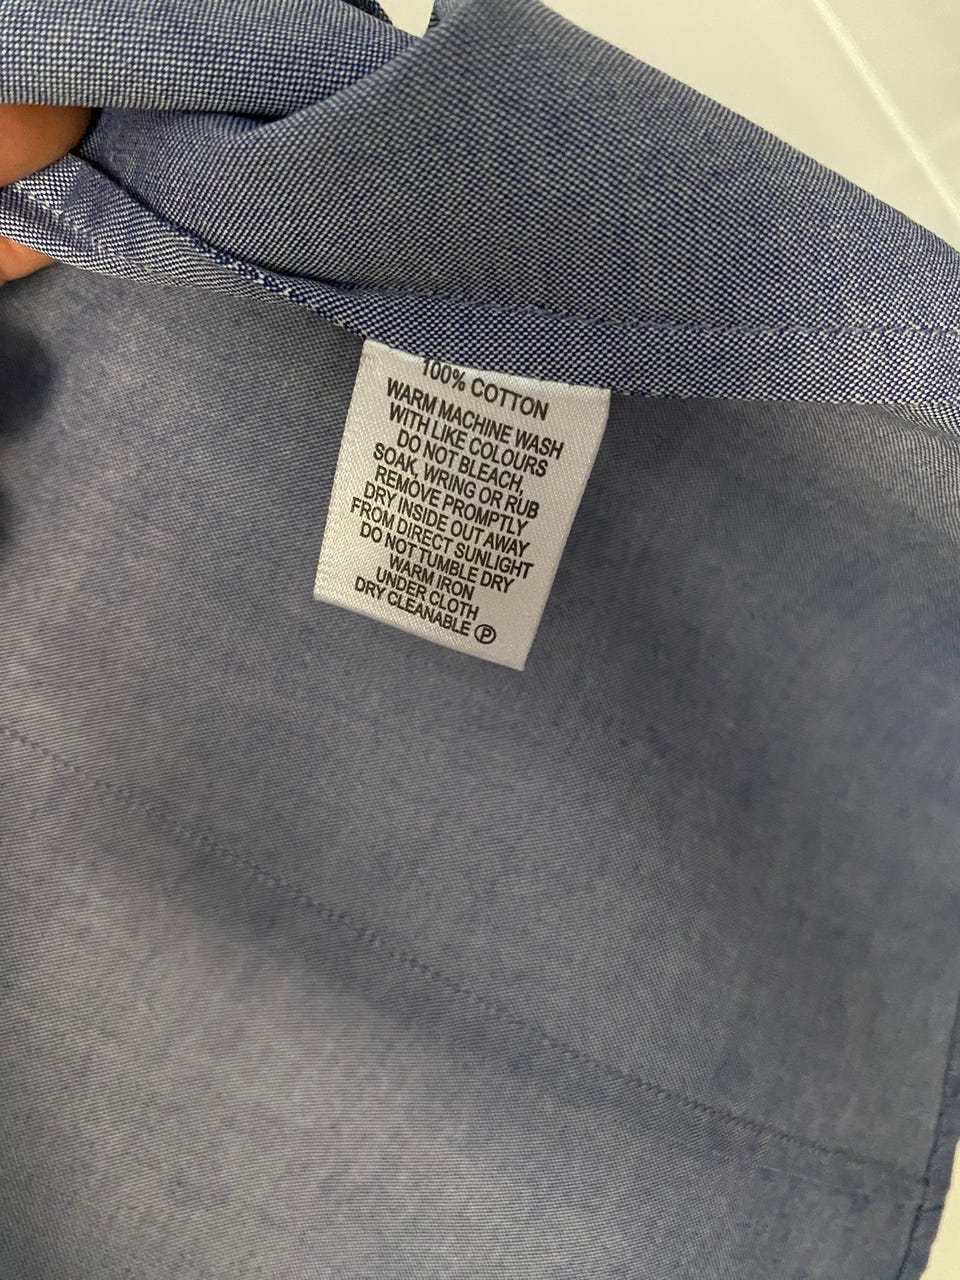 100% COTTON
WARM MACHINE WASH
WITH LIKE COLOURS
DO NOT BLEACH,
SOAK, WRING OR RUB
REMOVE PROMPTLY
DRY INSIDE OUT AWAY
FROM DIRECT SUNLIGHT
DO NOT TUMBLE DRY
WARM IRON
UNDER CLOTH
DRY CLEANABLE Ⓟ